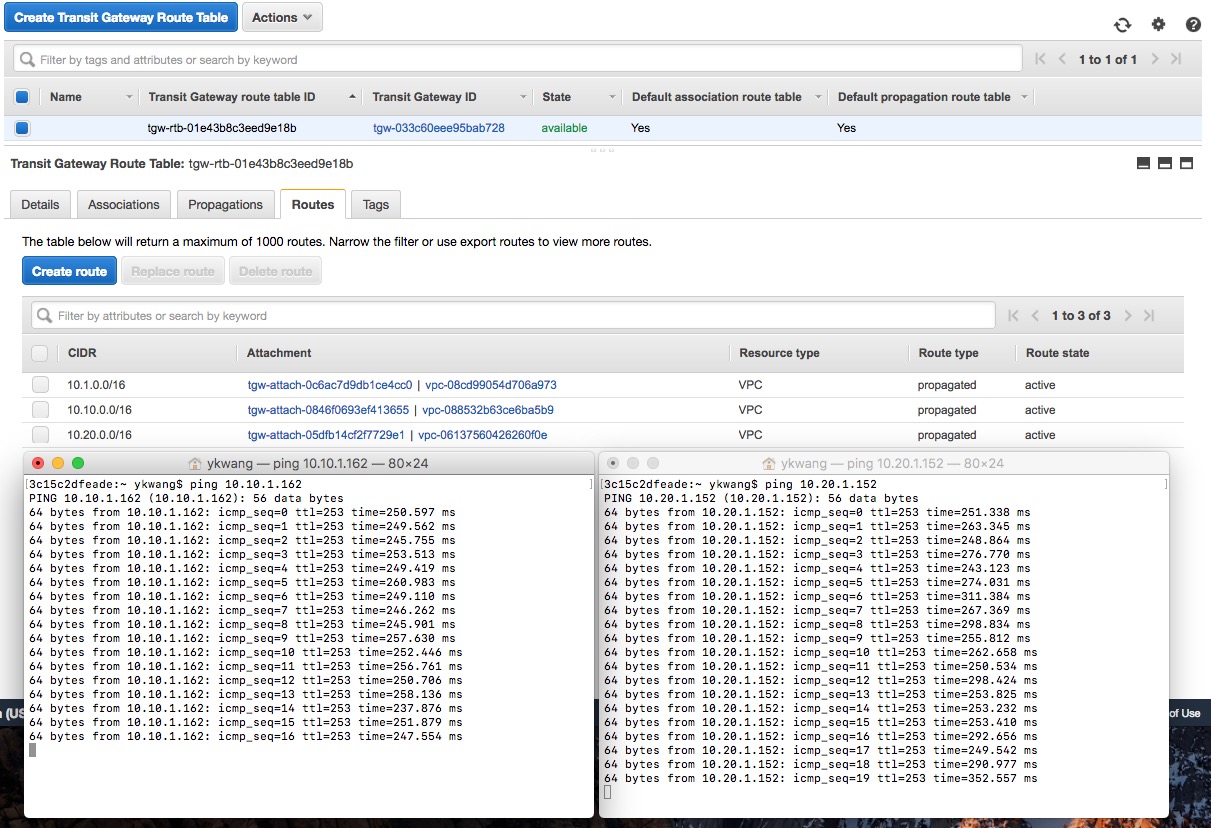 Create Transit Gateway Route Table Actions
Filter by tags and attributes or search by keyword 1 to 1 of 1
Name Transit Gateway route table ID Transit Gateway ID State Default association route table Default propagation route table
tgw-rtb-01e43b8c3eed9e18b tgw-033c60eee95bab728 available Yes Yes
Transit Gateway Route Table: tgw-rtb-01e43b8c3eed9e18b
Details Associations Propagations Routes Tags
The table below will return a maximum of 1000 routes. Narrow the filter or use export routes to view more routes.
Create route Replace route Delete route
Filter by attributes or search by keyword 1 to 3 of 3
CIDR Attachment Resource type Route type Route state
10.1.0.0/16 tgw-attach-0c6ac7d9db1ce4cc0 | vpc-08cd99054d706a973 VPC propagated active
10.10.0.0/16 tgw-attach-0846f0693ef413655 | vpc-088532b63ce6ba5b9 VPC propagated active
10.20.0.0/16 tgw-attach-05dfb14cf2f7729e1 | vpc-06137560426260f0e VPC propagated active
ykwang — ping 10.10.1.162 — 80×24
[3c15c2dfeade:~ ykwang$ ping 10.10.1.162 ]
PING 10.10.1.162 (10.10.1.162): 56 data bytes
64 bytes from 10.10.1.162: icmp_seq=0 ttl=253 time=250.597 ms
64 bytes from 10.10.1.162: icmp_seq=1 ttl=253 time=249.562 ms
64 bytes from 10.10.1.162: icmp_seq=2 ttl=253 time=245.755 ms
64 bytes from 10.10.1.162: icmp_seq=3 ttl=253 time=253.513 ms
64 bytes from 10.10.1.162: icmp_seq=4 ttl=253 time=249.419 ms
64 bytes from 10.10.1.162: icmp_seq=5 ttl=253 time=260.983 ms
64 bytes from 10.10.1.162: icmp_seq=6 ttl=253 time=249.110 ms
64 bytes from 10.10.1.162: icmp_seq=7 ttl=253 time=246.262 ms
64 bytes from 10.10.1.162: icmp_seq=8 ttl=253 time=245.901 ms
64 bytes from 10.10.1.162: icmp_seq=9 ttl=253 time=257.630 ms
64 bytes from 10.10.1.162: icmp_seq=10 ttl=253 time=252.446 ms
64 bytes from 10.10.1.162: icmp_seq=11 ttl=253 time=256.761 ms
64 bytes from 10.10.1.162: icmp_seq=12 ttl=253 time=250.706 ms
64 bytes from 10.10.1.162: icmp_seq=13 ttl=253 time=258.136 ms
64 bytes from 10.10.1.162: icmp_seq=14 ttl=253 time=237.876 ms
64 bytes from 10.10.1.162: icmp_seq=15 ttl=253 time=251.879 ms
64 bytes from 10.10.1.162: icmp_seq=16 ttl=253 time=247.554 ms
ykwang — ping 10.20.1.152 — 80×24
[3c15c2dfeade:~ ykwang$ ping 10.20.1.152 ]
PING 10.20.1.152 (10.20.1.152): 56 data bytes
64 bytes from 10.20.1.152: icmp_seq=0 ttl=253 time=251.338 ms
64 bytes from 10.20.1.152: icmp_seq=1 ttl=253 time=263.345 ms
64 bytes from 10.20.1.152: icmp_seq=2 ttl=253 time=248.864 ms
64 bytes from 10.20.1.152: icmp_seq=3 ttl=253 time=276.770 ms
64 bytes from 10.20.1.152: icmp_seq=4 ttl=253 time=243.123 ms
64 bytes from 10.20.1.152: icmp_seq=5 ttl=253 time=274.031 ms
64 bytes from 10.20.1.152: icmp_seq=6 ttl=253 time=311.384 ms
64 bytes from 10.20.1.152: icmp_seq=7 ttl=253 time=267.369 ms
64 bytes from 10.20.1.152: icmp_seq=8 ttl=253 time=298.834 ms
64 bytes from 10.20.1.152: icmp_seq=9 ttl=253 time=255.812 ms
64 bytes from 10.20.1.152: icmp_seq=10 ttl=253 time=262.658 ms
64 bytes from 10.20.1.152: icmp_seq=11 ttl=253 time=250.534 ms
64 bytes from 10.20.1.152: icmp_seq=12 ttl=253 time=298.424 ms
64 bytes from 10.20.1.152: icmp_seq=13 ttl=253 time=253.825 ms
64 bytes from 10.20.1.152: icmp_seq=14 ttl=253 time=253.232 ms
64 bytes from 10.20.1.152: icmp_seq=15 ttl=253 time=253.410 ms
64 bytes from 10.20.1.152: icmp_seq=16 ttl=253 time=292.656 ms
64 bytes from 10.20.1.152: icmp_seq=17 ttl=253 time=249.542 ms
64 bytes from 10.20.1.152: icmp_seq=18 ttl=253 time=290.977 ms
64 bytes from 10.20.1.152: icmp_seq=19 ttl=253 time=352.557 ms
(US
of Use